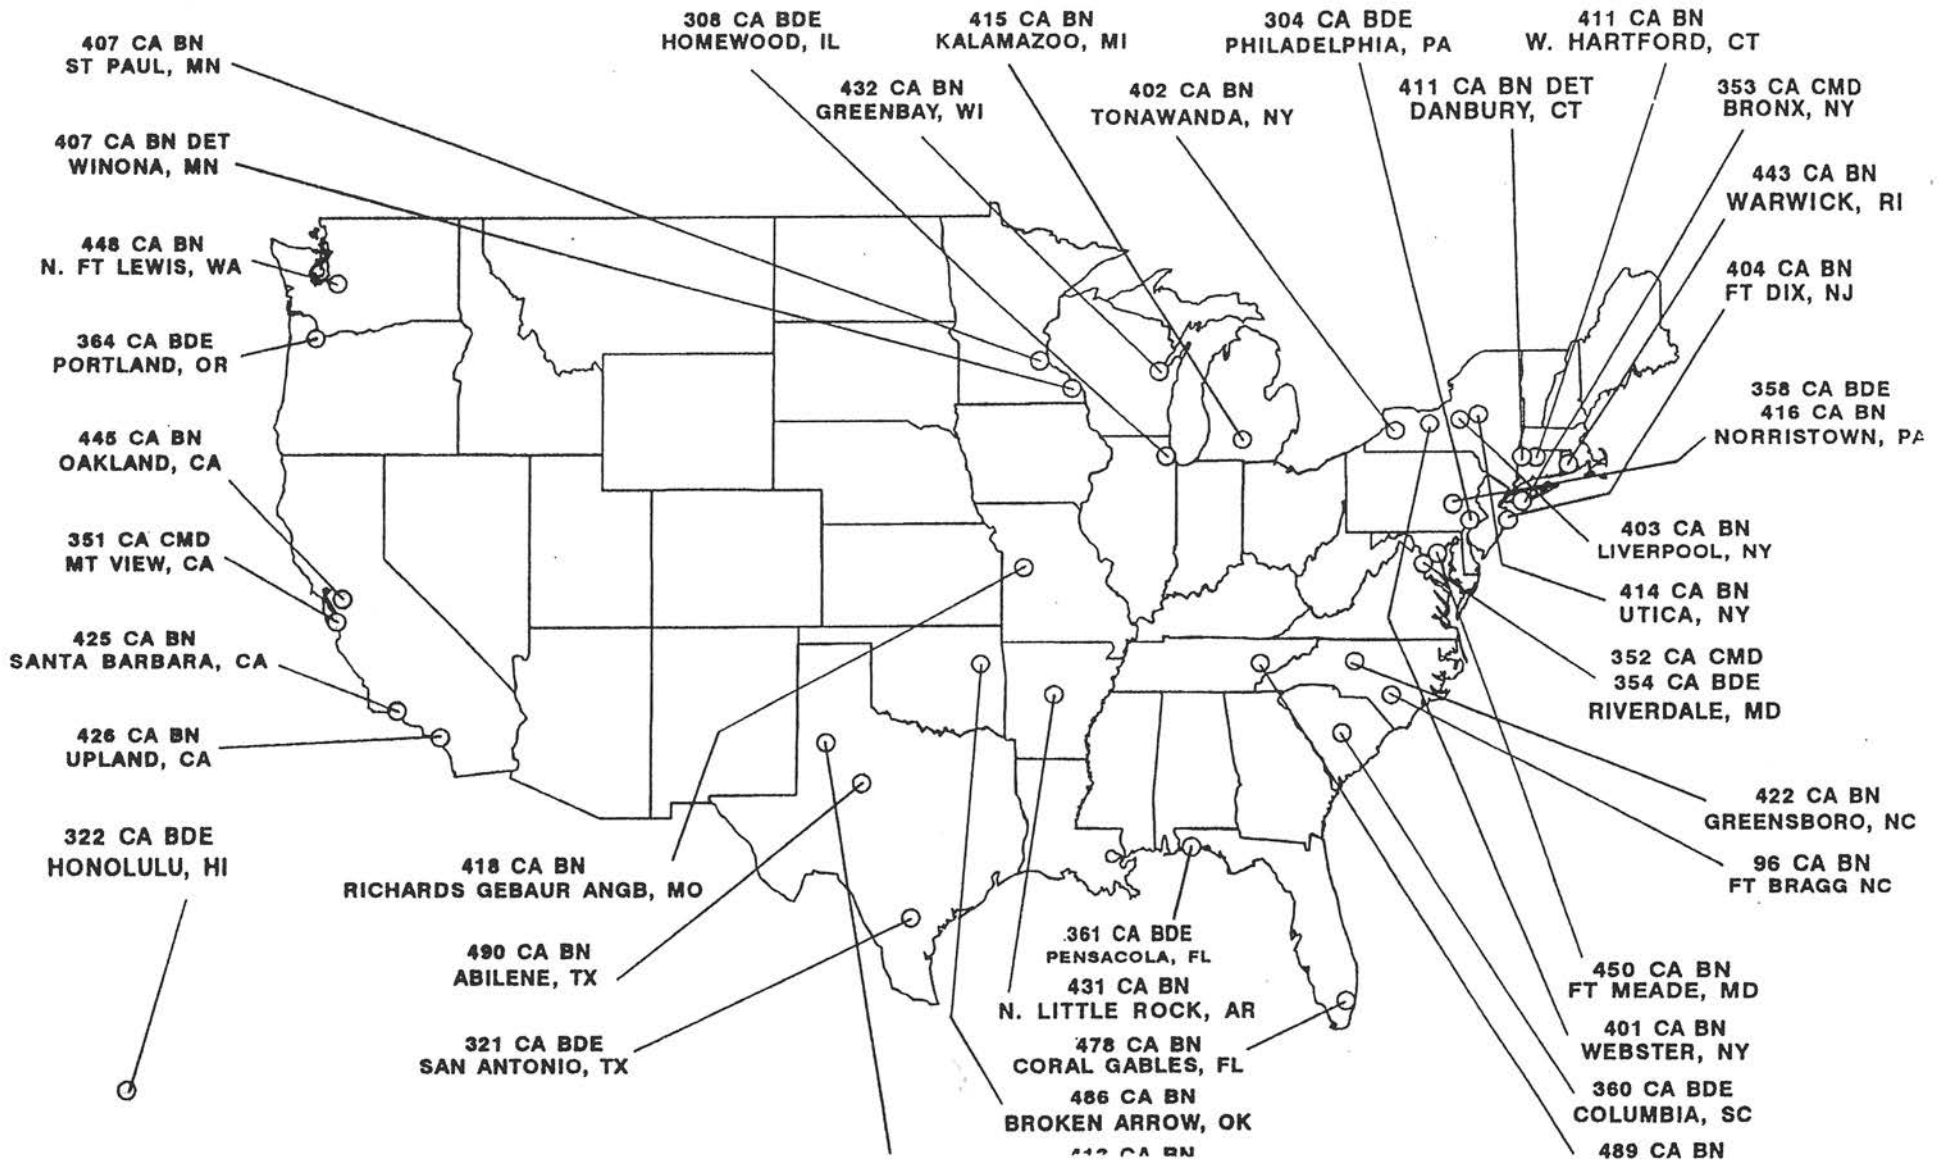 407 CA BN
ST PAUL, MN
308 CA BDE
HOMEWOOD, IL
415 CA BN
KALAMAZOO, MI
304 CA BDE
PHILADELPHIA, PA
411 CA BN
W. HARTFORD, CT
432 CA BN
GREENBAY, WI
402 CA BN
TONAWANDA, NY
411 CA BN DET
DANBURY, CT
353 CA CMD
BRONX, NY
407 CA BN DET
WINONA, MN
443 CA BN
WARWICK, RI
448 CA BN
N. FT LEWIS, WA
404 CA BN
FT DIX, NJ
364 CA BDE
PORTLAND, OR
358 CA BDE
416 CA BN
NORRISTOWN, PA
445 CA BN
OAKLAND, CA
351 CA CMD
MT VIEW, CA
403 CA BN
LIVERPOOL, NY
414 CA BN
UTICA, NY
425 CA BN
SANTA BARBARA, CA
352 CA CMD
354 CA BDE
RIVERDALE, MD
426 CA BN
UPLAND, CA
422 CA BN
GREENSBORO, NC
322 CA BDE
HONOLULU, HI
418 CA BN
RICHARDS GEBAUR ANGB, MO
96 CA BN
FT BRAGG NC
490 CA BN
ABILENE, TX
361 CA BDE
PENSACOLA, FL
431 CA BN
N. LITTLE ROCK, AR
450 CA BN
FT MEADE, MD
321 CA BDE
SAN ANTONIO, TX
478 CA BN
CORAL GABLES, FL
401 CA BN
WEBSTER, NY
486 CA BN
BROKEN ARROW, OK
360 CA BDE
COLUMBIA, SC
CA BN
489 CA BN